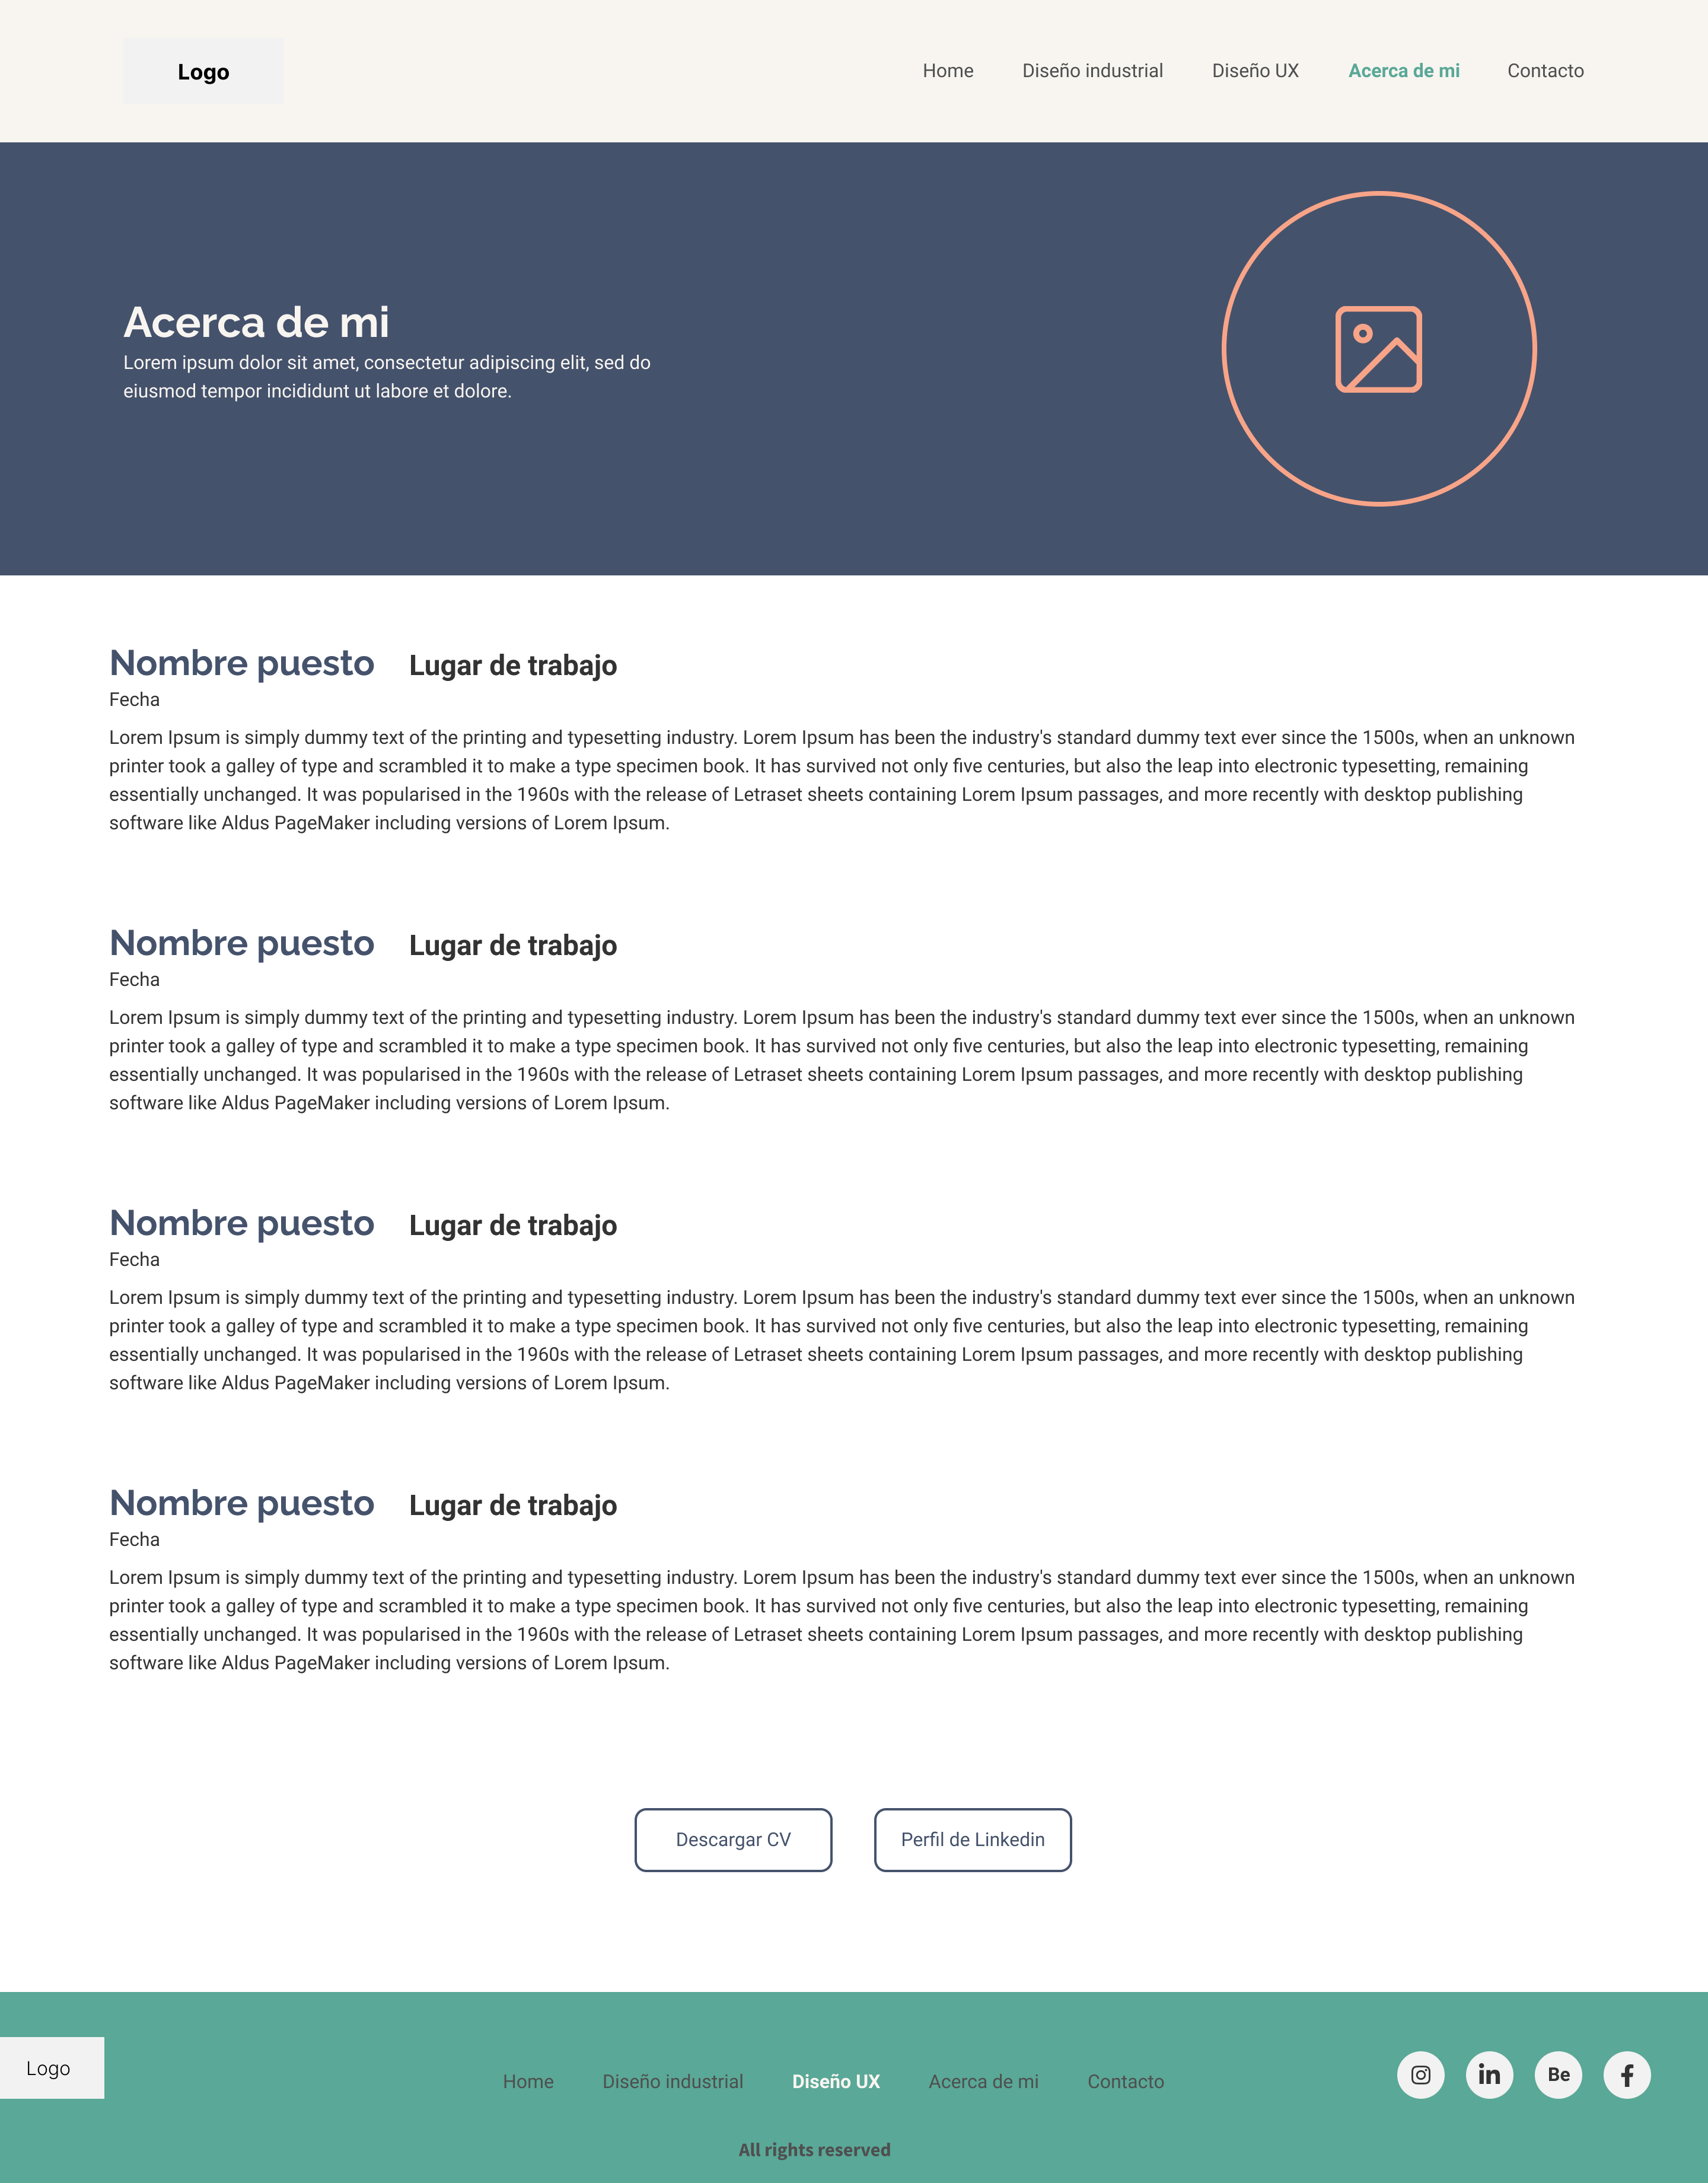 Logo
Home Diseño industrial Diseño UX Acerca de mi Contacto
Acerca de mi
Lorem ipsum dolor sit amet, consectetur adipiscing elit, sed do
eiusmod tempor incididunt ut labore et dolore.
Nombre puesto Lugar de trabajo
Fecha
Lorem Ipsum is simply dummy text of the printing and typesetting industry. Lorem Ipsum has been the industry's standard dummy text ever since the 1500s, when an unknown
printer took a galley of type and scrambled it to make a type specimen book. It has survived not only five centuries, but also the leap into electronic typesetting, remaining
essentially unchanged. It was popularised in the 1960s with the release of Letraset sheets containing Lorem Ipsum passages, and more recently with desktop publishing
software like Aldus PageMaker including versions of Lorem Ipsum.
Nombre puesto Lugar de trabajo
Fecha
Lorem Ipsum is simply dummy text of the printing and typesetting industry. Lorem Ipsum has been the industry's standard dummy text ever since the 1500s, when an unknown
printer took a galley of type and scrambled it to make a type specimen book. It has survived not only five centuries, but also the leap into electronic typesetting, remaining
essentially unchanged. It was popularised in the 1960s with the release of Letraset sheets containing Lorem Ipsum passages, and more recently with desktop publishing
software like Aldus PageMaker including versions of Lorem Ipsum.
Nombre puesto Lugar de trabajo
Fecha
Lorem Ipsum is simply dummy text of the printing and typesetting industry. Lorem Ipsum has been the industry's standard dummy text ever since the 1500s, when an unknown
printer took a galley of type and scrambled it to make a type specimen book. It has survived not only five centuries, but also the leap into electronic typesetting, remaining
essentially unchanged. It was popularised in the 1960s with the release of Letraset sheets containing Lorem Ipsum passages, and more recently with desktop publishing
software like Aldus PageMaker including versions of Lorem Ipsum.
Nombre puesto Lugar de trabajo
Fecha
Lorem Ipsum is simply dummy text of the printing and typesetting industry. Lorem Ipsum has been the industry's standard dummy text ever since the 1500s, when an unknown
printer took a galley of type and scrambled it to make a type specimen book. It has survived not only five centuries, but also the leap into electronic typesetting, remaining
essentially unchanged. It was popularised in the 1960s with the release of Letraset sheets containing Lorem Ipsum passages, and more recently with desktop publishing
software like Aldus PageMaker including versions of Lorem Ipsum.
Descargar CV Perfil de Linkedin
Logo
Home Diseño industrial Diseño UX Acerca de mi Contacto
in Be f
All rights reserved